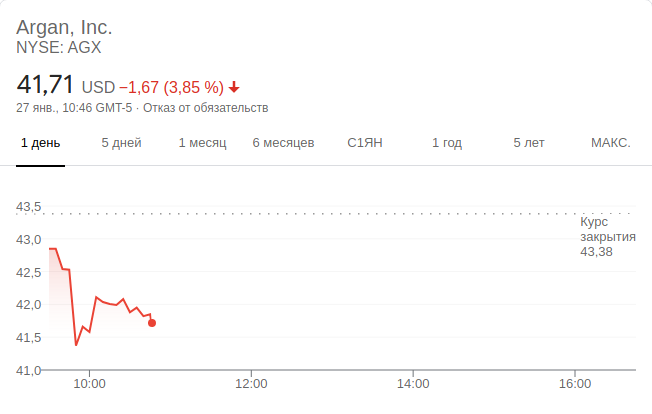 Argan, Inc.
NYSE: AGX
41,71 USD −1,67 (3,85 %)
27 янв., 10:46 GMT-5 · Отказ от обязательств
1 день 5 дней 1 месяц 6 месяцев С1ЯН 1 год 5 лет МАКС.
43,5
Курс
закрытия
43,38
43,0
42,5
42,0
41,5
41,0
10:00 12:00 14:00 16:00